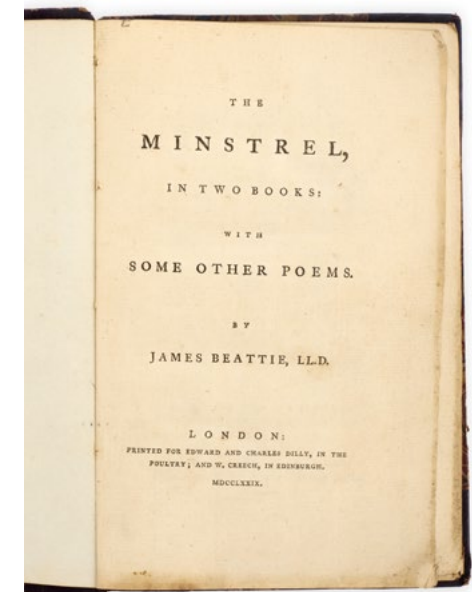 THE
MINSTREL,
IN TWO BOOKS:
WITH
SOME OTHER POEMS.
BY
JAMES BEATTIE, LL.D.
LONDON:
PRINTED FOR EDWARD AND CHARLES DILLY, IN THE
POULTRY; AND W. CREECH, IN EDINBURGH.
MDCCLXXIX.